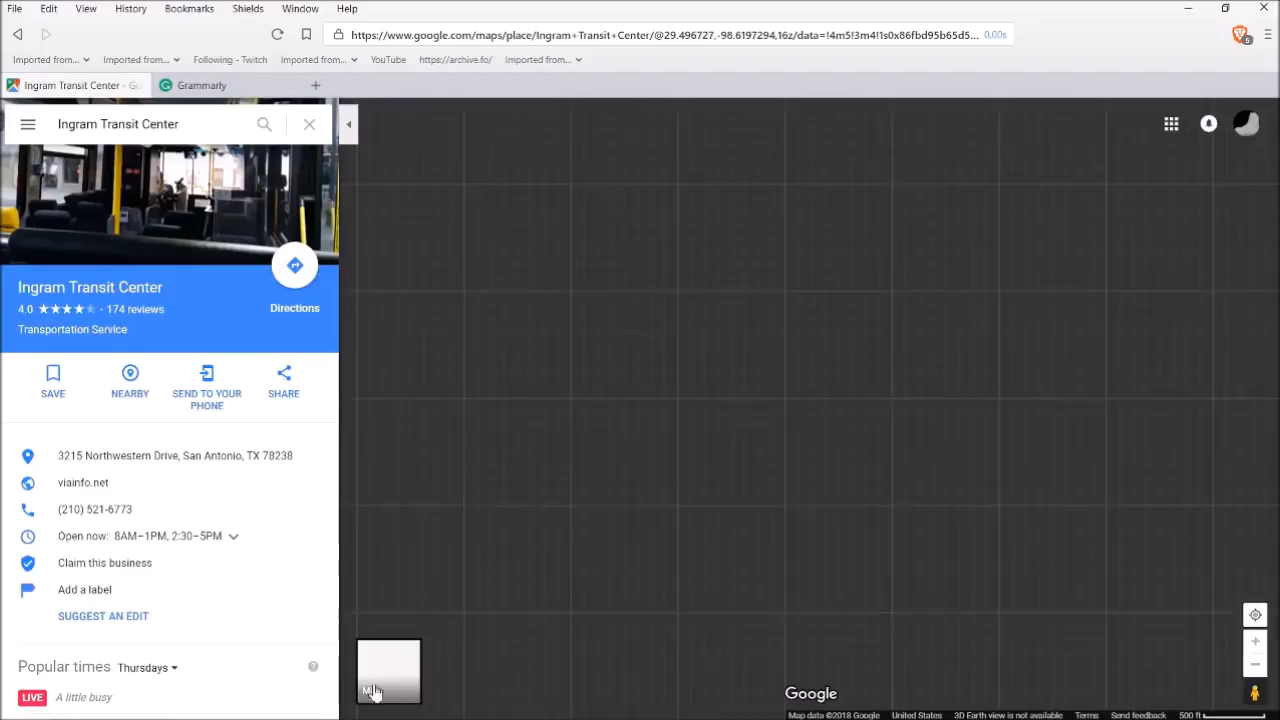 File Edit View History Bookmarks Shields Window Help
https://www.google.com/maps/place/Ingram+Transit+Center/@29.496727,-98.6197294,16z/data=!4m5!3m4!1s0x86fbd95b65d5... 0.00s
5
Imported from... Imported from... Following - Twitch Imported from... YouTube https://archive.fo/ Imported from...
Ingram Transit Center - Go Grammarly
Ingram Transit Center
Ingram Transit Center
4.0 - 174 reviews
Directions
Transportation Service
SAVE NEARBY SEND TO YOUR PHONE SHARE
3215 Northwestern Drive, San Antonio, TX 78238
viainfo.net
(210) 521-6773
Open now: 8AM–1PM, 2:30–5PM
Claim this business
Add a label
SUGGEST AN EDIT
Popular times Thursdays
LIVE A little busy
Google
Map data ©2018 Google United States 3D Earth view is not available Terms Send feedback 500 ft